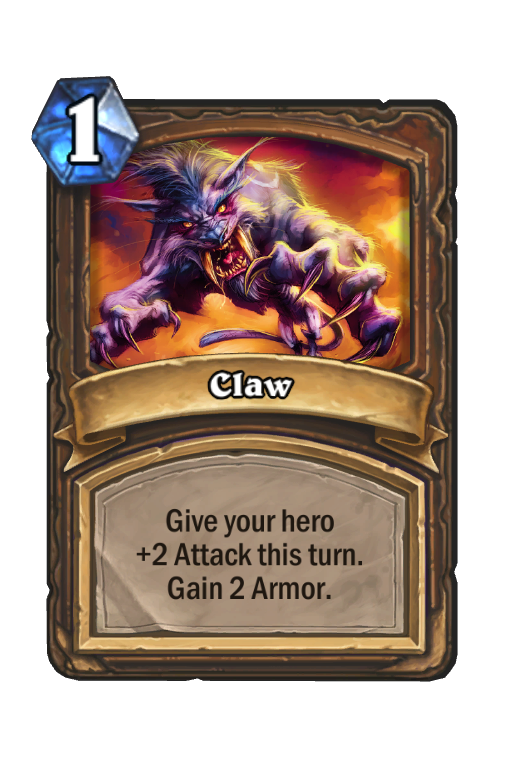 1
Claw
Give your hero
+2 Attack this turn.
Gain 2 Armor.